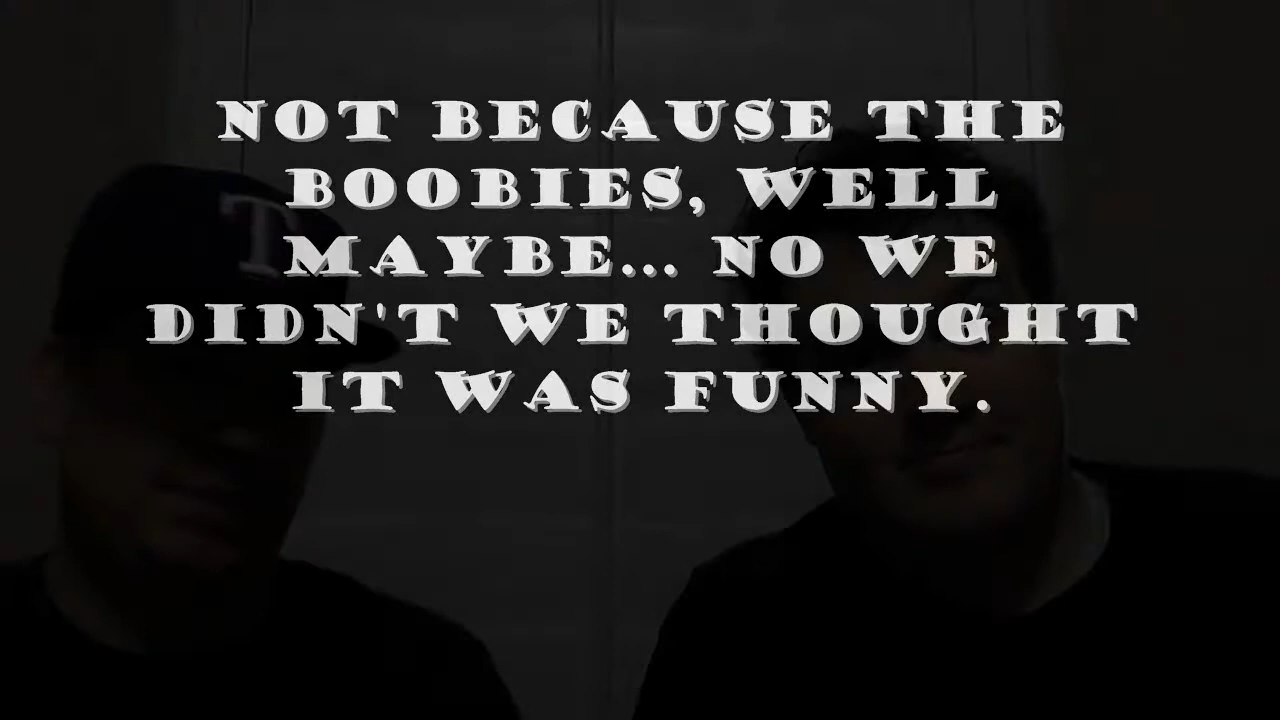 NOT BECAUSE THE
BOOBIES, WELL
MAYBE... NO WE
DIDN'T WE THOUGHT
IT WAS FUNNY.
T